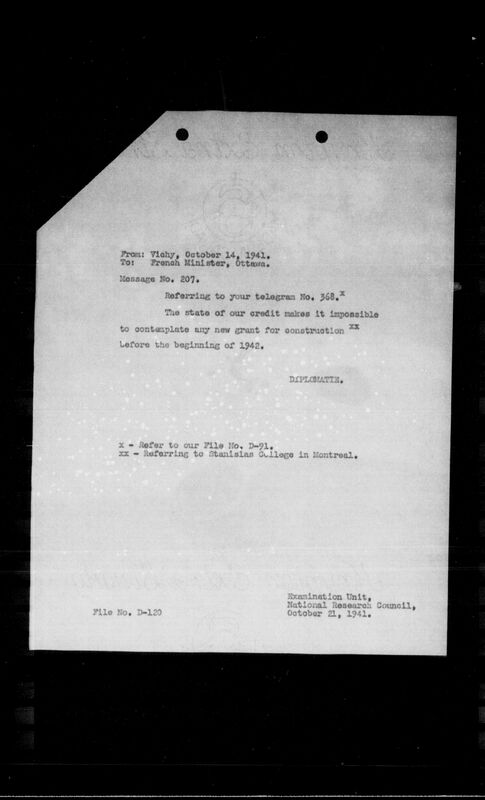 From: Vichy, October 14, 1941.
To: French Minister, Ottawa.
Message No. 207.
Referring to your telegram No. 368.x
The state of our credit makes it impossible
to contemplate any new grant for construction xx
before the beginning of 1942.
DIPLOMATIE.
x - Refer to our File No. D-91.
xx - Referring to Stanislas College in Montreal.
Examination Unit,
National Research Council,
October 21, 1941.
File No. D-120